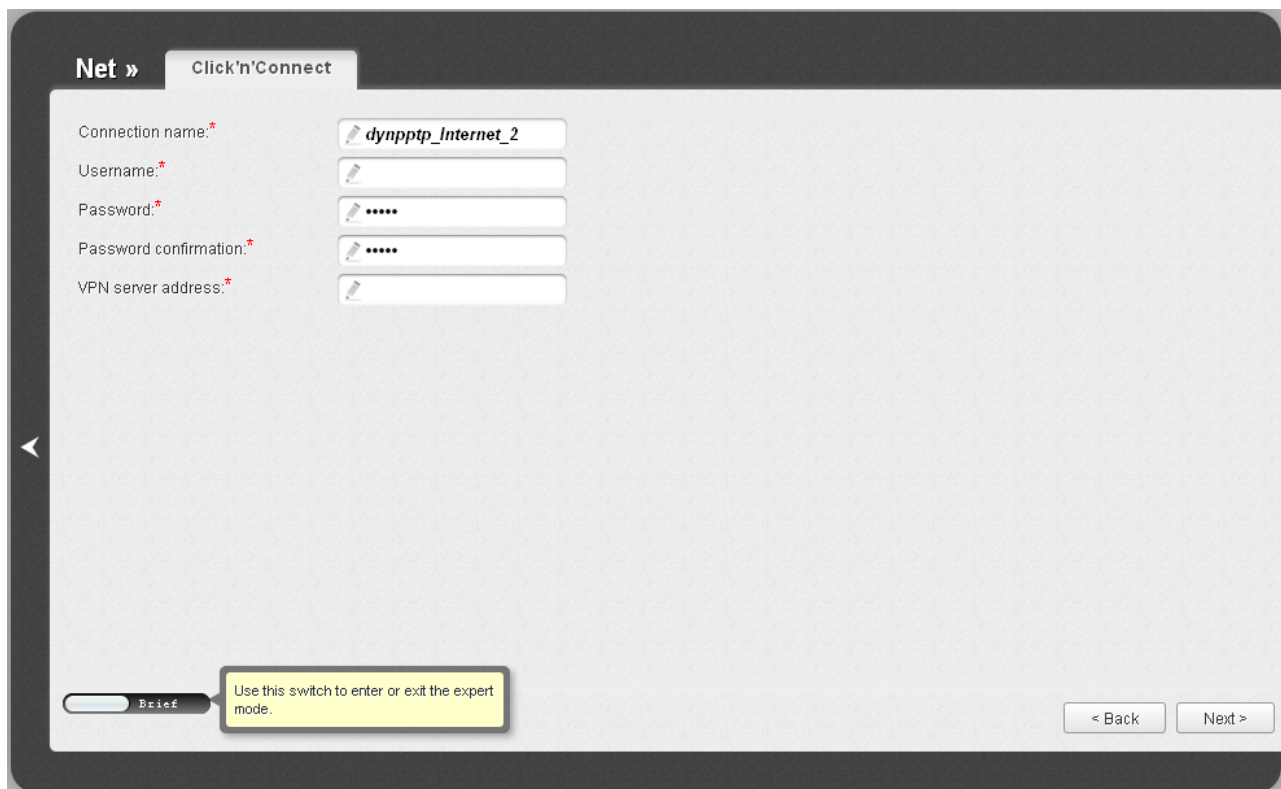 Net » Click'n'Connect
Connection name:* dynpptp_Internet_2
Username:*
Password:* •••••
Password confirmation:* •••••
VPN server address:*
Use this switch to enter or exit the expert
Brief
mode.
< Back Next >